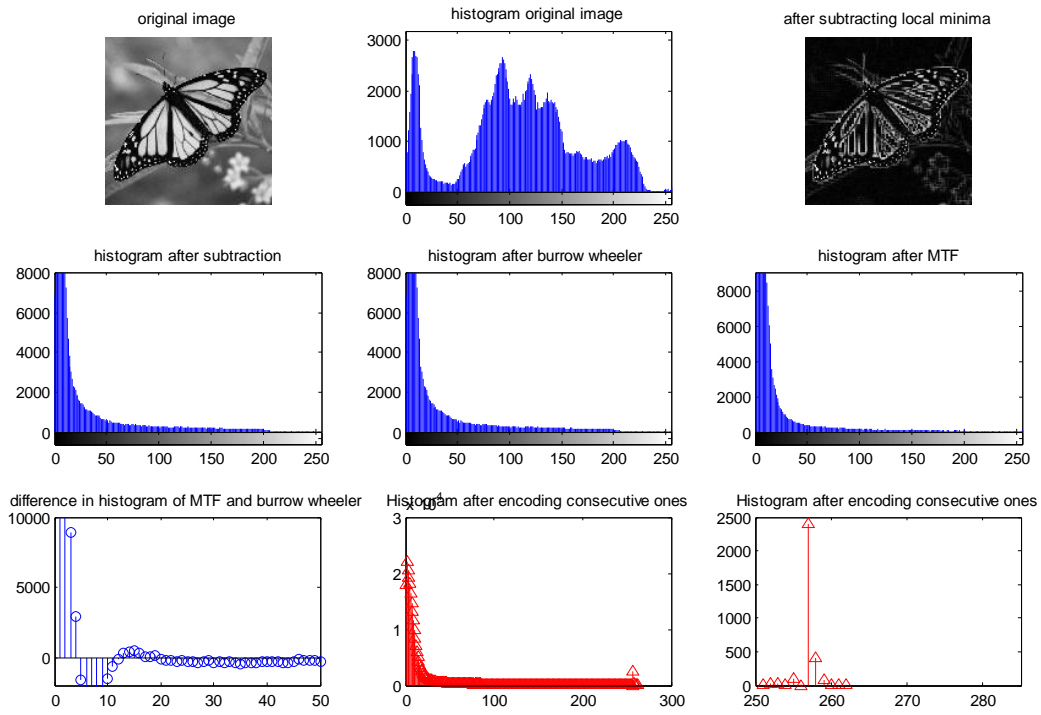 original image
histogram original image
after subtracting local minima
3000
2000
1000
0
0 50 100 150 200 250
histogram after subtraction
histogram after burrow wheeler
histogram after MTF
8000
6000
4000
2000
0
0 50 100 150 200 250
8000
6000
4000
2000
0
0 50 100 150 200 250
8000
6000
4000
2000
0
0 50 100 150 200 250
difference in histogram of MTF and burrow wheeler
Histogram after encoding consecutive ones
Histogram after encoding consecutive ones
10000
5000
0
0 10 20 30 40 50
x 10^4
3
2
1
0
0 100 200 300
2500
2000
1500
1000
500
0
250 260 270 280